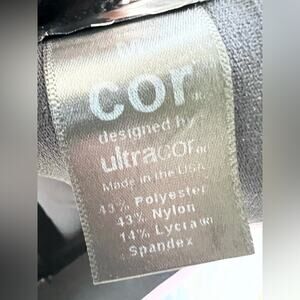 cor
designed by
ultracor
Made in the USA
43% Polyester
43% Nylon
14% Lycra
Spandex